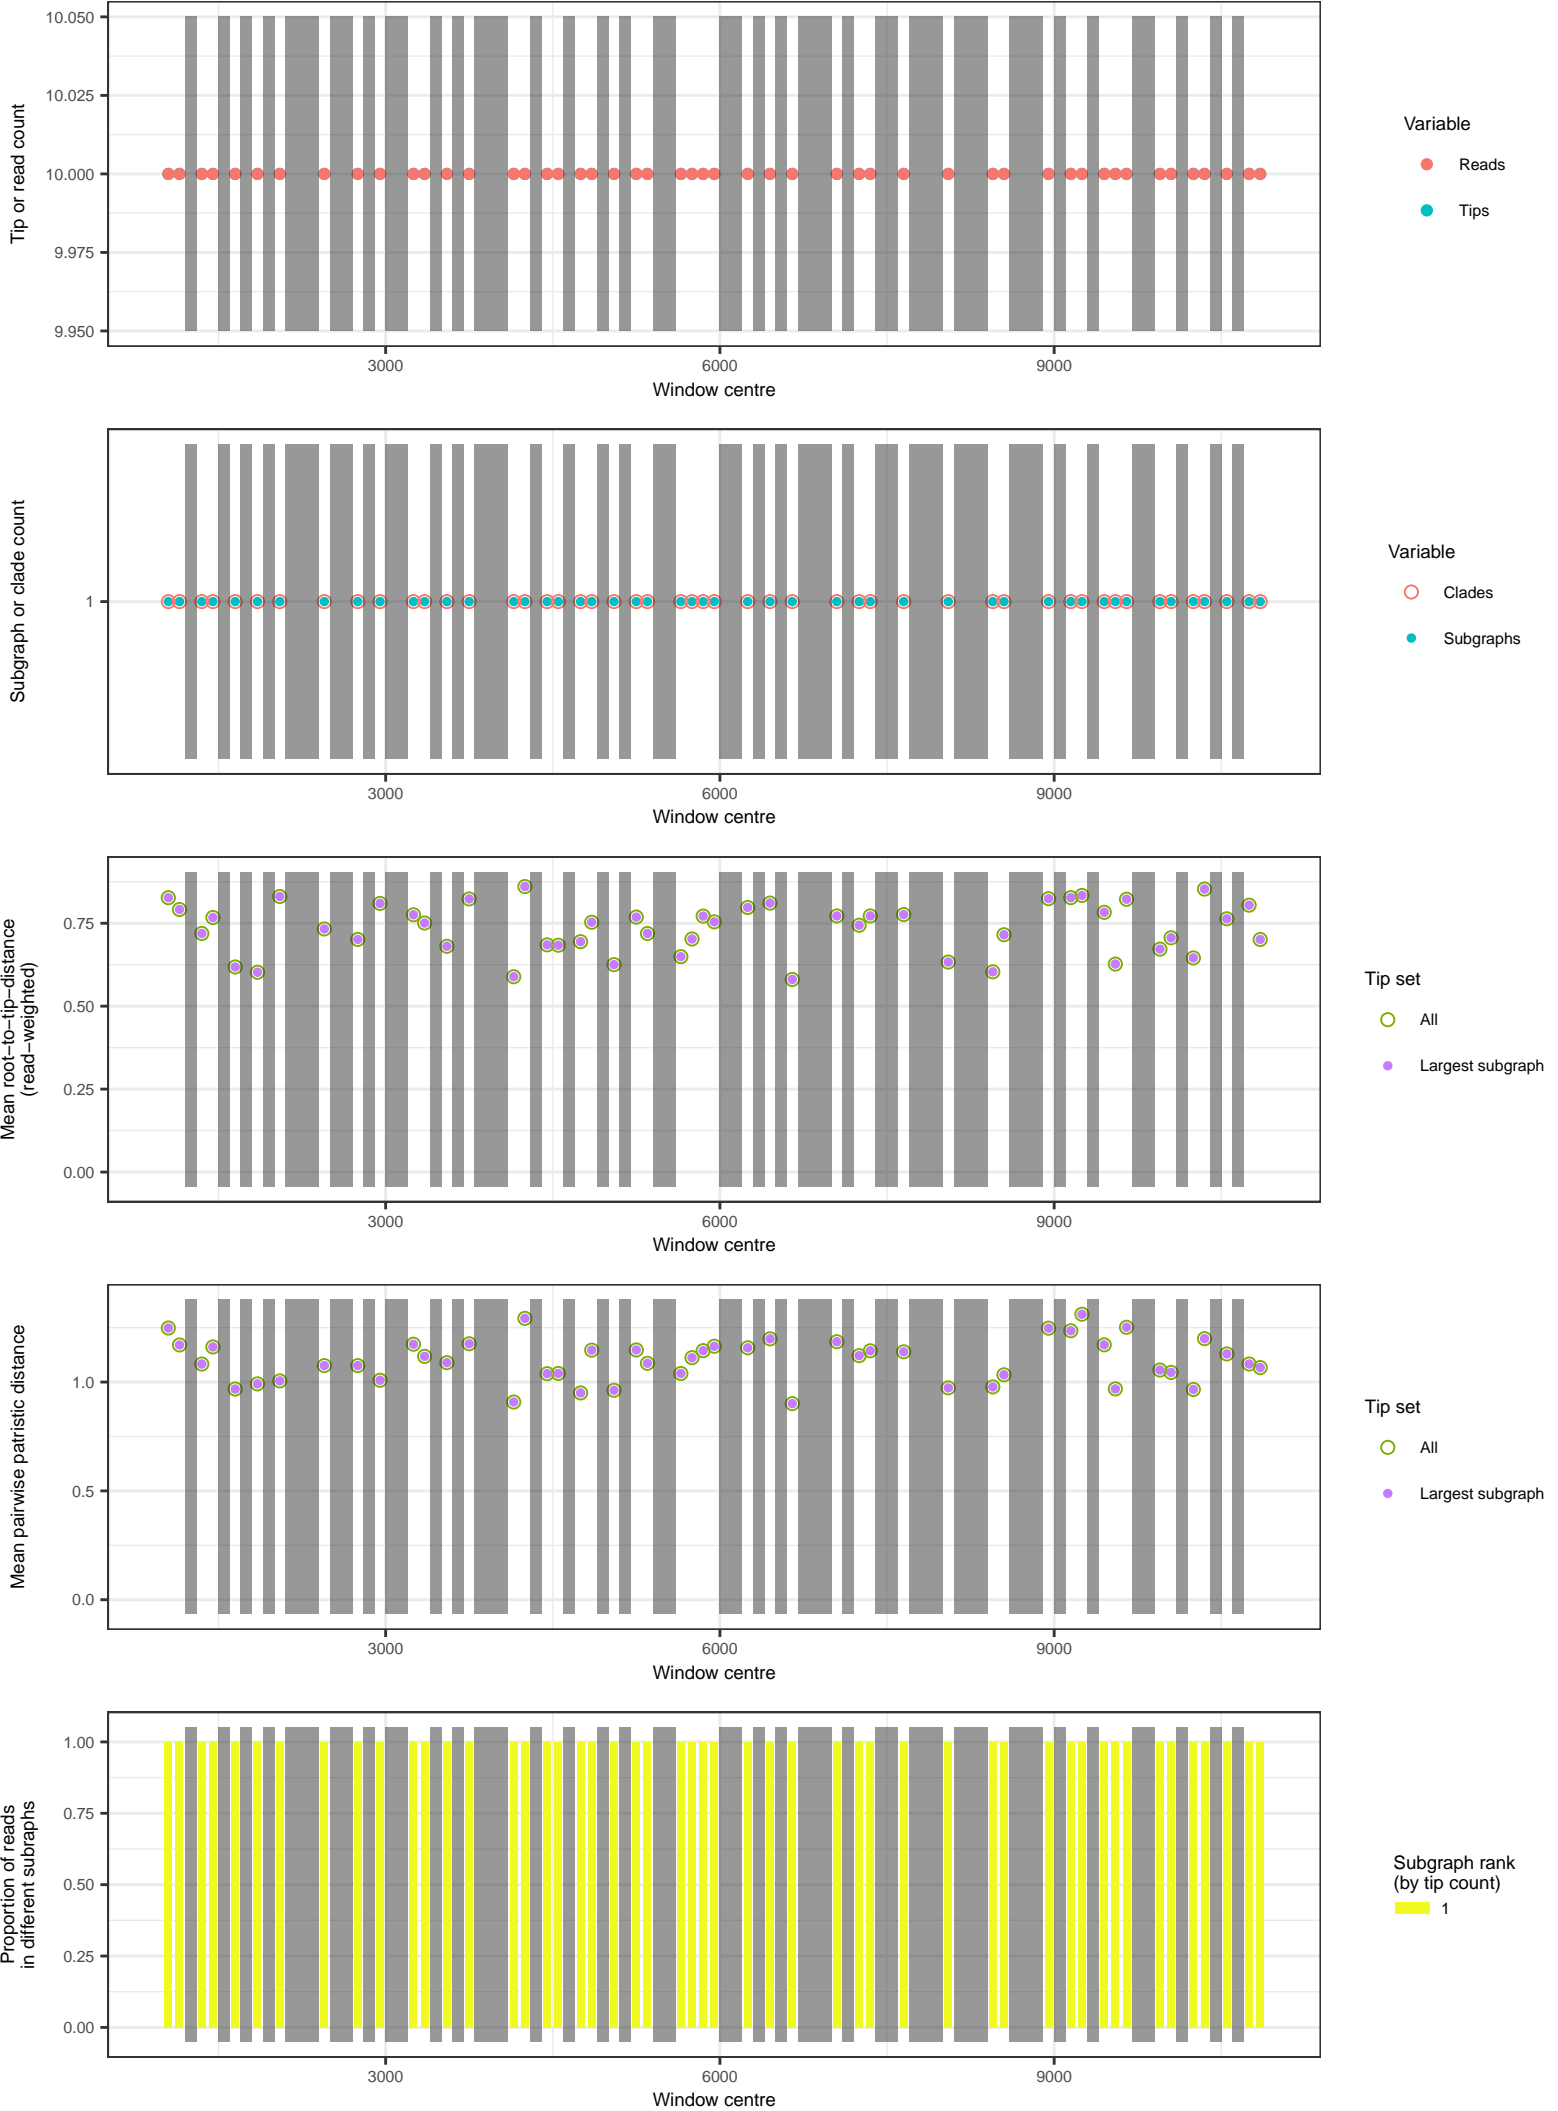 10.050
10.025
10.000
9.975
9.950
Tip or read count
3000
6000
9000
Window centre
Variable
Reads
Tips
1
Subgraph or clade count
3000
6000
9000
Window centre
Variable
Clades
Subgraphs
0.75
0.50
0.25
0.00
Mean root−to−tip−distance
(read−weighted)
3000
6000
9000
Window centre
Tip set
All
Largest subgraph
1.0
0.5
0.0
Mean pairwise patristic distance
3000
6000
9000
Window centre
Tip set
All
Largest subgraph
1.00
0.75
0.50
0.25
0.00
Proportion of reads
in different subraphs
3000
6000
9000
Window centre
Subgraph rank
(by tip count)
1